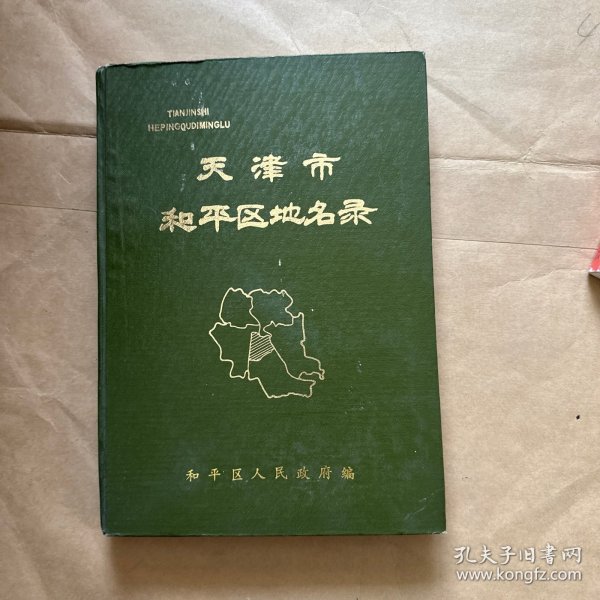 TIANJINSHI
HEPINGQUDIMINGLU
天津市
和平区地名录
和平区人民政府编
孔夫子旧书网
www.kongfz.com